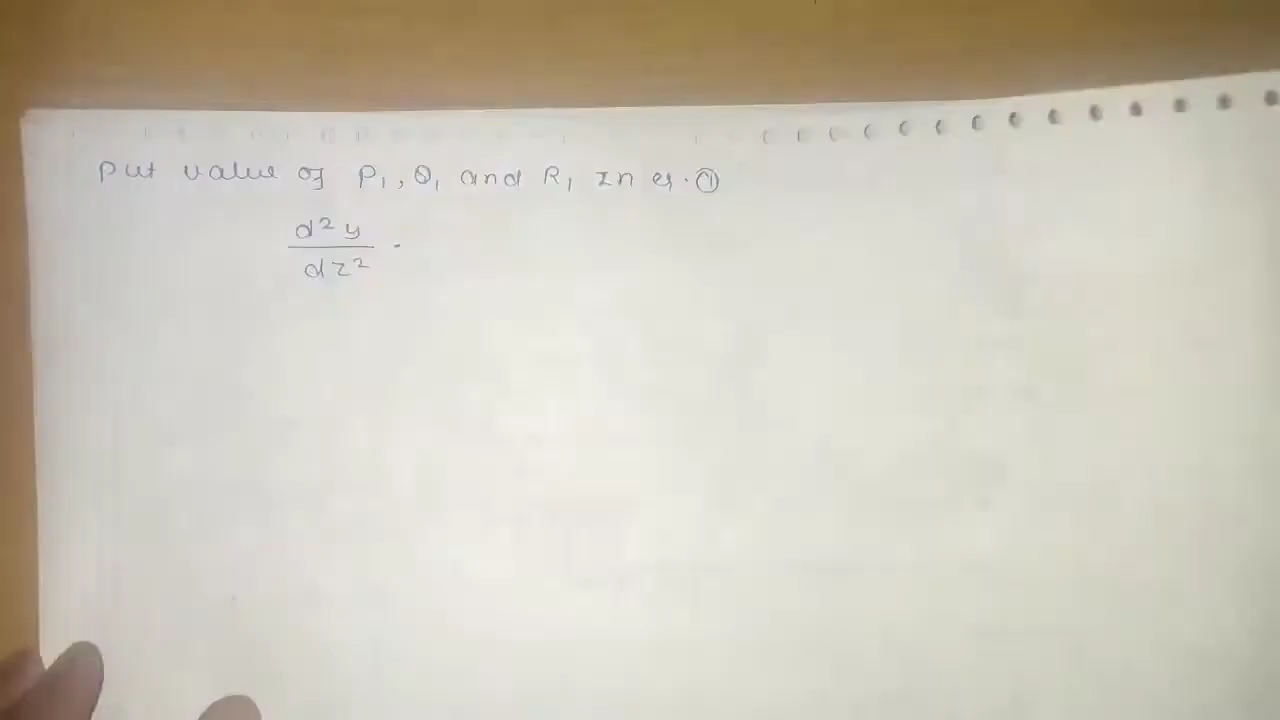 Put value of P₁, Q₁ and R₁ in eq. ①
d²y
dz²